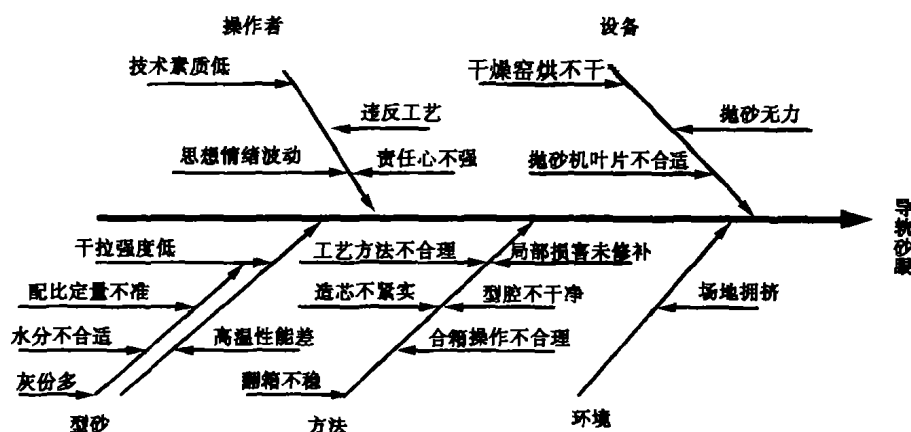 操作者
设备
技术素质低
干燥窑烘不干
违反工艺
抛砂无力
思想情绪波动
责任心不强
抛砂机叶片不合适
导轨砂眼
干拉强度低
工艺方法不合理
局部损害未修补
配比定量不准
造芯不紧实
型腔不干净
场地拥挤
水分不合适
高温性能差
合箱操作不合理
灰份多
翻箱不稳
型砂
方法
环境